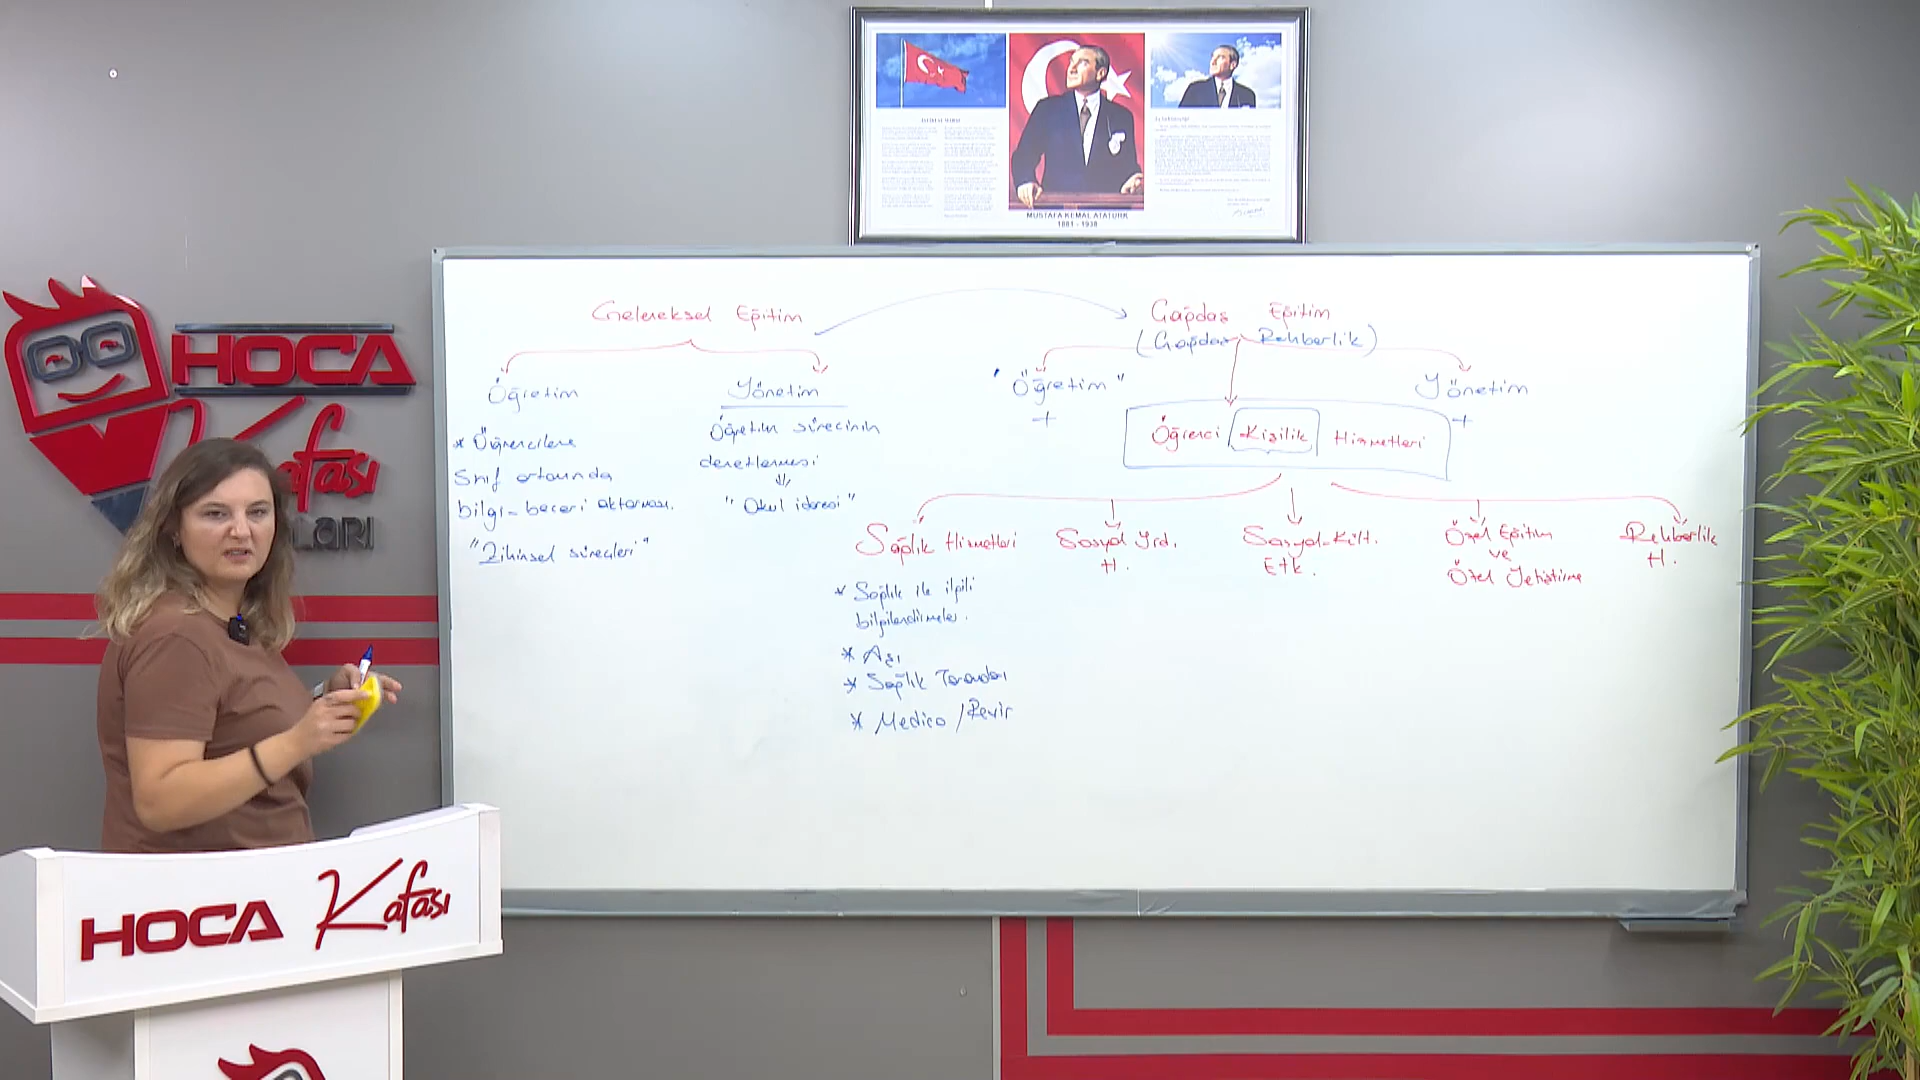 MUSTAFA KEMAL ATATÜRK
1881 - 1938
HOCA
Kafası
LARI
Geleneksel Eğitim
Öğretim
Yönetim
* Öğrencilere
Sınıf ortamında
bilgi-beceri aktarması.
"Zihinsel süreçleri"
Öğretim sürecinin
denetlenmesi
"Okul idaresi"
Çağdaş Eğitim
(Çağdaş Rehberlik)
"Öğretim"
+
Yönetim
+
Öğrenci Kişilik Hizmetleri
Sağlık Hizmetleri
Sosyal Yrd.
H.
Sosyal-Kült.
Etk.
Özel Eğitim
ve
Özel Yetiştirme
Rehberlik
H.
* Sağlık ile ilgili
bilgilendirmeler.
* Aşı
* Sağlık Taramaları
* Medico / Revir
HOCA Kafası